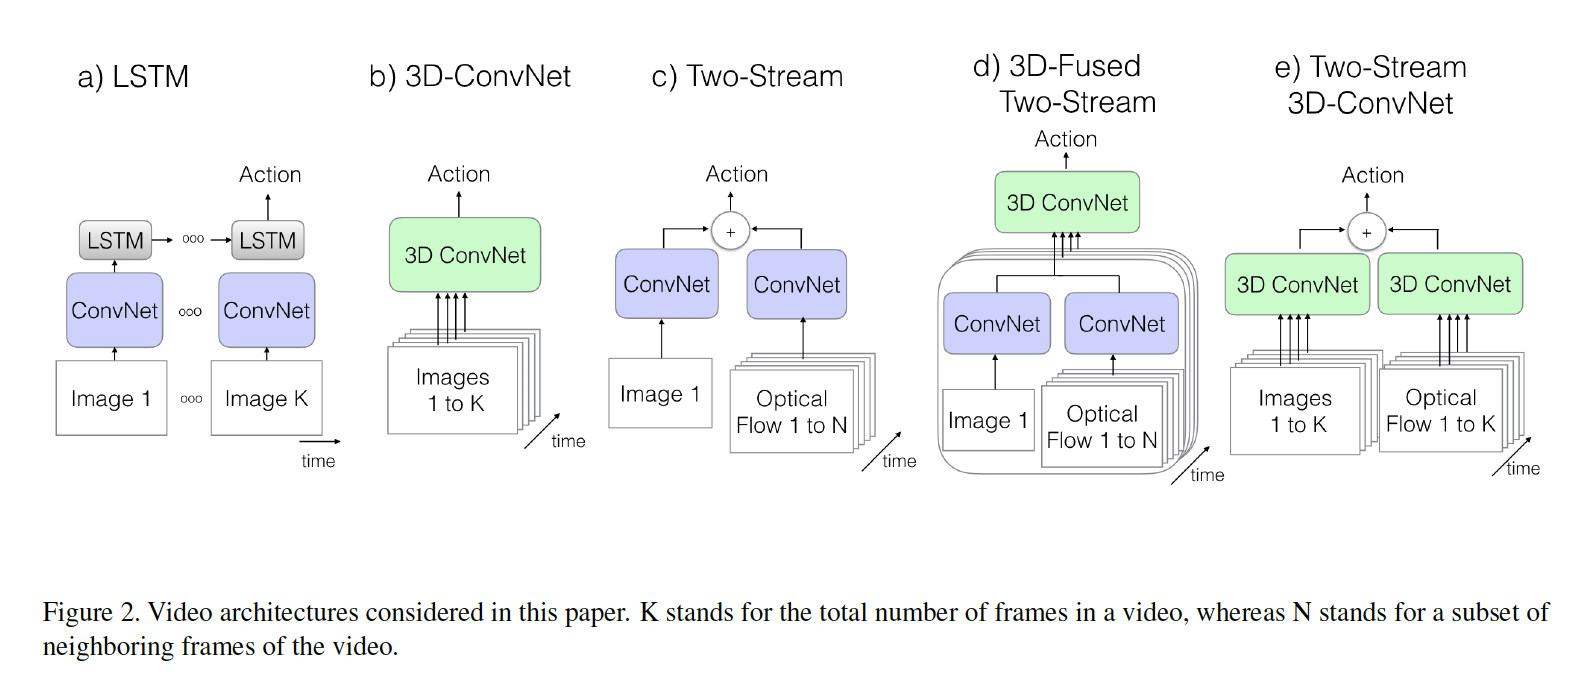 a) LSTM
Action
LSTM ooo LSTM
ConvNet ooo ConvNet
Image 1 ooo Image K
time
b) 3D-ConvNet
Action
3D ConvNet
Images
1 to K
time
c) Two-Stream
Action
+
ConvNet ConvNet
Image 1
Optical
Flow 1 to N
time
d) 3D-Fused
Two-Stream
Action
3D ConvNet
ConvNet ConvNet
Image 1
Optical
Flow 1 to N
time
e) Two-Stream
3D-ConvNet
Action
+
3D ConvNet 3D ConvNet
Images
1 to K
Optical
Flow 1 to K
time
Figure 2. Video architectures considered in this paper. K stands for the total number of frames in a video, whereas N stands for a subset of
neighboring frames of the video.